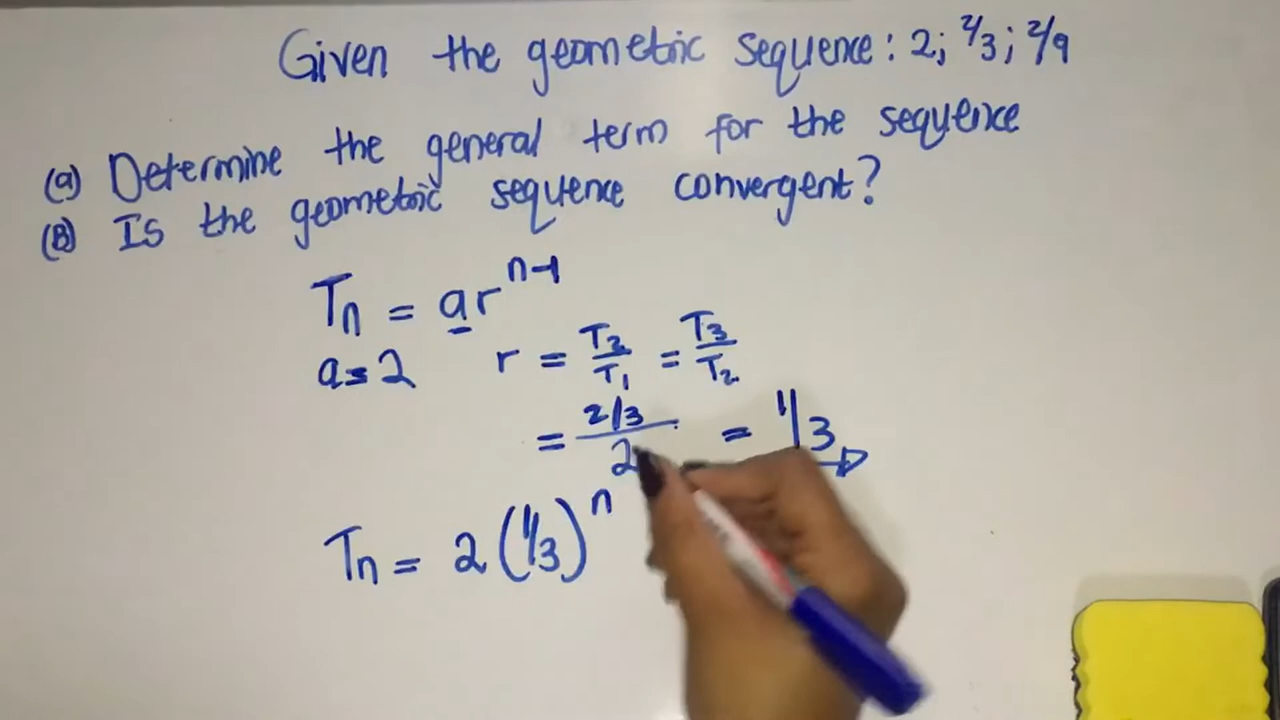 Given the geometric sequence: 2; 2/3; 2/9
(a) Determine the general term for the sequence
(B) Is the geometric sequence convergent?
Tn = ar^n-1
a=2 r = T2/T1 = T3/T2
= 2/3/2 = 1/3
Tn = 2(1/3)^n